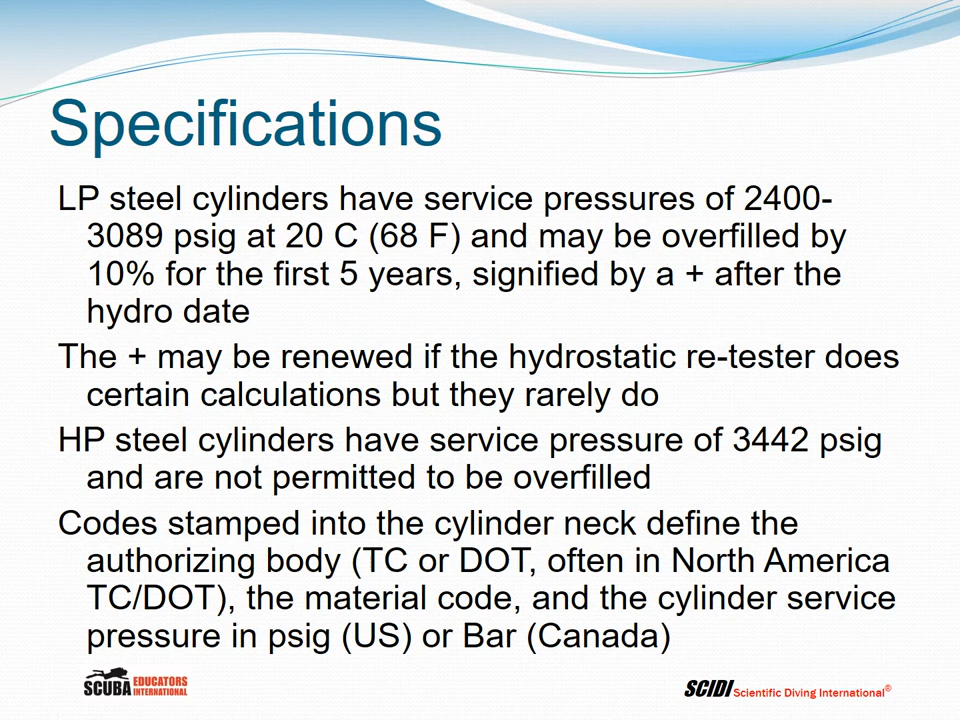 Specifications
LP steel cylinders have service pressures of 2400-
3089 psig at 20 C (68 F) and may be overfilled by
10% for the first 5 years, signified by a + after the
hydro date
The + may be renewed if the hydrostatic re-tester does
certain calculations but they rarely do
HP steel cylinders have service pressure of 3442 psig
and are not permitted to be overfilled
Codes stamped into the cylinder neck define the
authorizing body (TC or DOT, often in North America
TC/DOT), the material code, and the cylinder service
pressure in psig (US) or Bar (Canada)
SCUBA EDUCATORS
INTERNATIONAL
SCIDI Scientific Diving International®